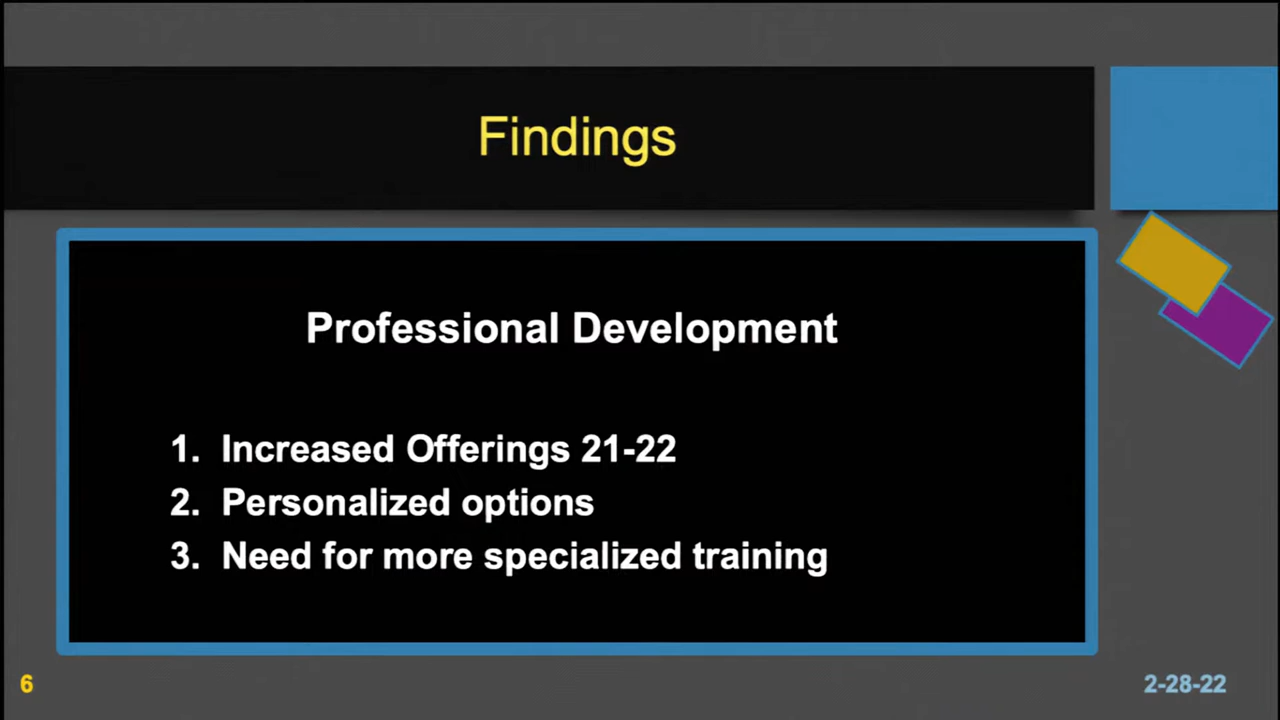 Findings
Professional Development
1. Increased Offerings 21-22
2. Personalized options
3. Need for more specialized training
6
2-28-22